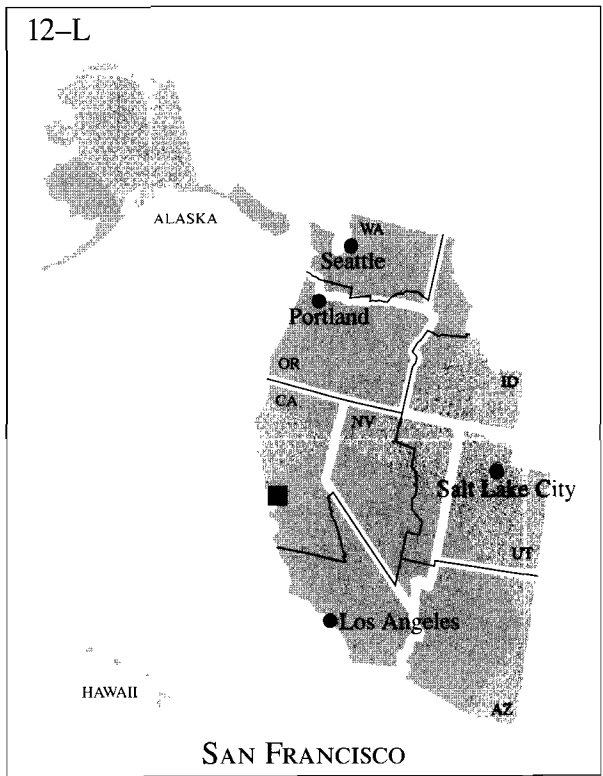 12–L
ALASKA
WA
Seattle
Portland
OR
ID
CA
NV
Salt Lake City
UT
Los Angeles
HAWAII
AZ
SAN FRANCISCO